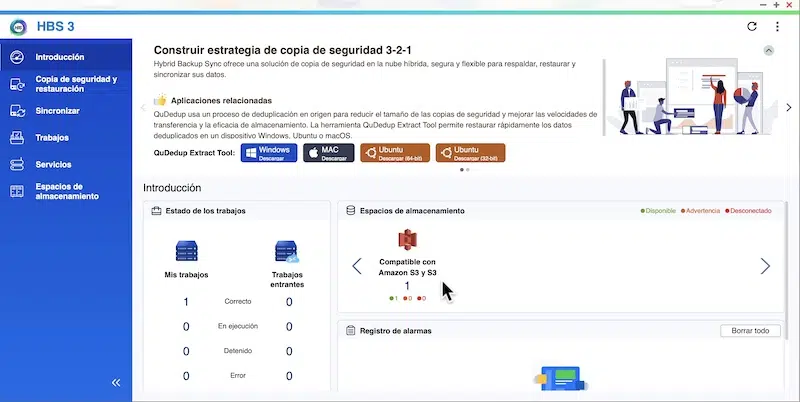 HBS
HBS 3
Introducción
Copia de seguridad y
restauración
Sincronizar
Trabajos
Servicios
Espacios de
almacenamiento
Construir estrategia de copia de seguridad 3-2-1
Hybrid Backup Sync ofrece una solución de copia de seguridad en la nube híbrida, segura y flexible para respaldar, restaurar y
sincronizar sus datos.
Aplicaciones relacionadas
QuDedup usa un proceso de deduplicación en origen para reducir el tamaño de las copias de seguridad y mejorar las velocidades de
transferencia y la eficacia de almacenamiento. La herramienta QuDedup Extract Tool permite restaurar rápidamente los datos
deduplicados en un dispositivo Windows, Ubuntu o macOS.
QuDedup Extract Tool:
Windows
Descargar
MAC
Descargar
Ubuntu
Descargar (64-bit)
Ubuntu
Descargar (32-bit)
Introducción
Estado de los trabajos
Mis trabajos
Trabajos
entrantes
1 Correcto 0
0 En ejecución 0
0 Detenido 0
0 Error 0
Espacios de almacenamiento
Disponible Advertencia Desconectado
Compatible con
Amazon S3 y S3
1
1 0 0
Registro de alarmas
Borrar todo